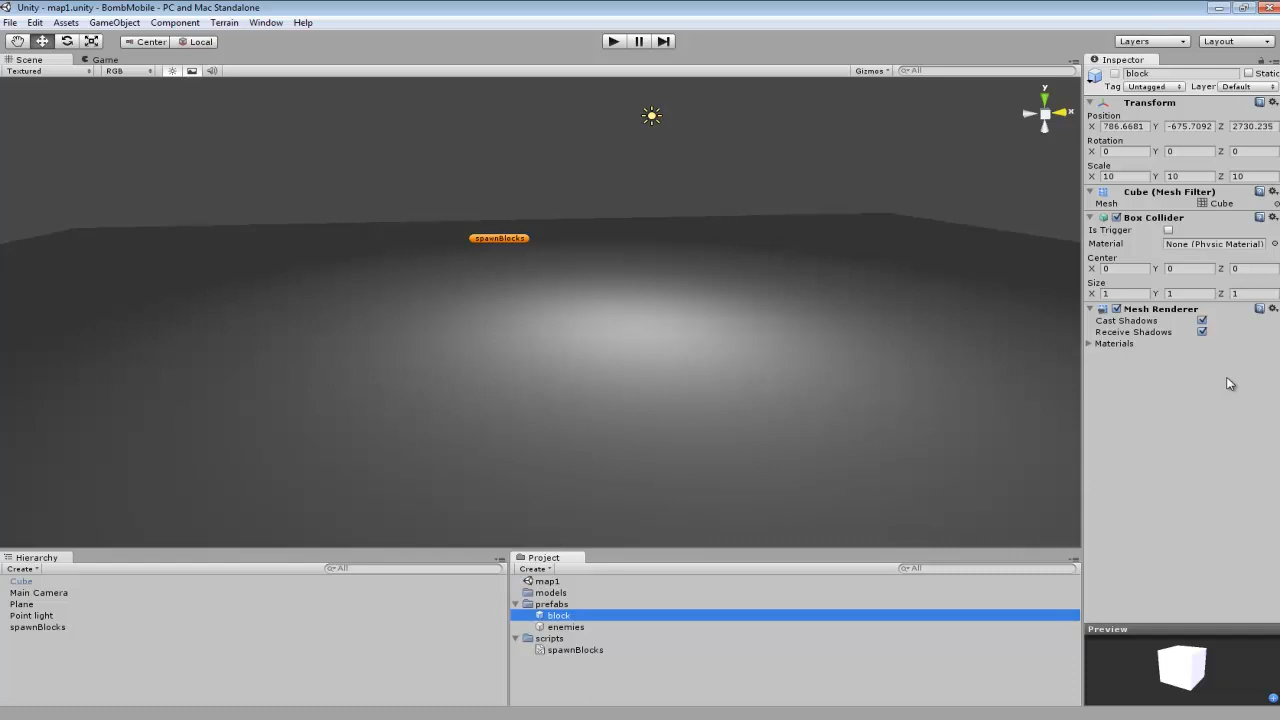 Unity - map1.unity - BombMobile - PC and Mac Standalone
File Edit Assets GameObject Component Terrain Window Help
Center Local Layers Layout
Scene Game
Textured RGB Gizmos All
spawnBlocks
y
x
Inspector
block Static
Tag Untagged Layer Default
Transform
Position
X 786.6681 Y -675.7092 Z 2730.235
Rotation
X 0 Y 0 Z 0
Scale
X 10 Y 10 Z 10
Cube (Mesh Filter)
Mesh Cube
Box Collider
Is Trigger
Material None (Physic Material)
Center
X 0 Y 0 Z 0
Size
X 1 Y 1 Z 1
Mesh Renderer
Cast Shadows
Receive Shadows
Materials
Hierarchy
Create All
Cube
Main Camera
Plane
Point light
spawnBlocks
Project
Create All
map1
models
prefabs
block
enemies
scripts
spawnBlocks
Preview